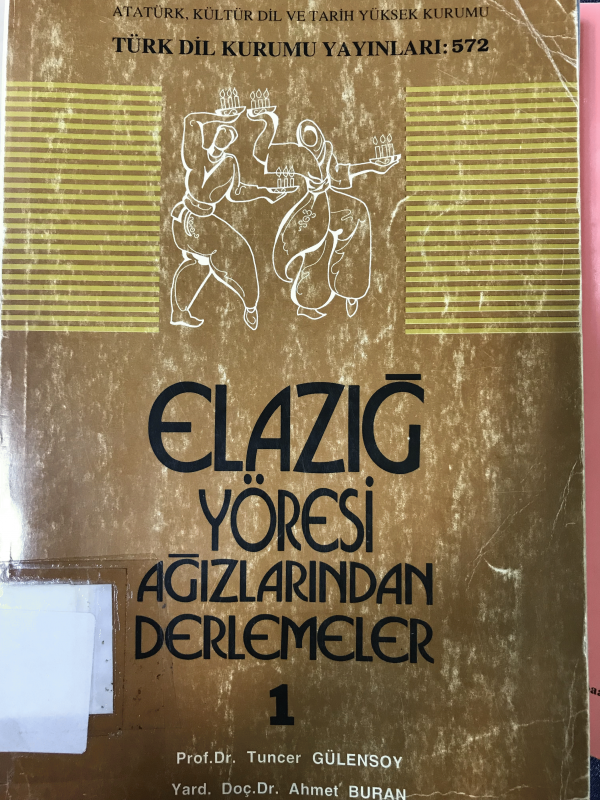 ATATÜRK, KÜLTÜR DİL VE TARİH YÜKSEK KURUMU
TÜRK DİL KURUMU YAYINLARI: 572
ELAZIĞ
YÖRESİ
AĞIZLARINDAN
DERLEMELER
1
Prof.Dr. Tuncer GÜLENSOY
Yard. Doç.Dr. Ahmet BURAN